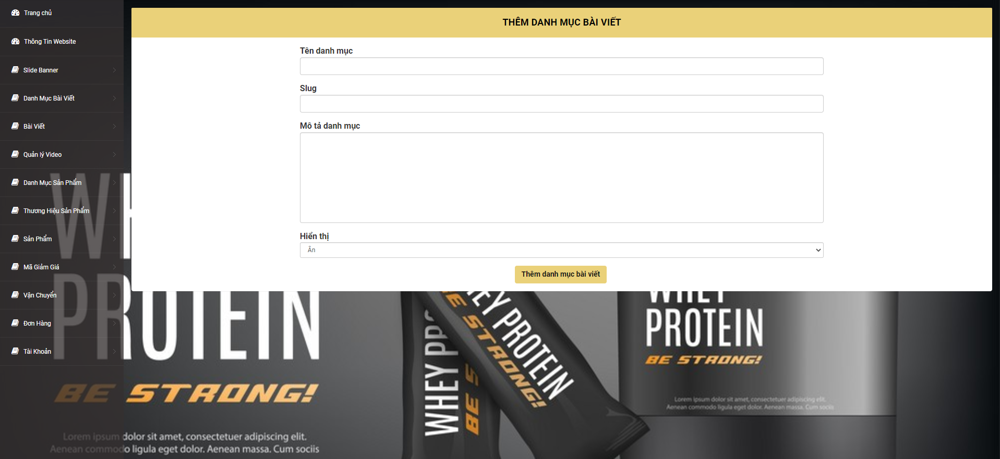 Trang chủ
Thông Tin Website
Slide Banner
Danh Mục Bài Viết
Bài Viết
Quản lý Video
Danh Mục Sản Phẩm
Thương Hiệu Sản Phẩm
Sản Phẩm
Mã Giảm Giá
Vận Chuyển
Đơn Hàng
Tài Khoản
THÊM DANH MỤC BÀI VIẾT
Tên danh mục
Slug
Mô tả danh mục
Hiển thị
Ẩn
Thêm danh mục bài viết
WH
PROTEIN
BE STRONG!
Lorem ipsum dolor sit amet, consectetuer adipiscing elit.
Aenean commodo ligula eget dolor. Aenean massa. Cum sociis
WHEY PRO
BE S
EY PROTEIN
BE STRONG!
WHEY
PROTEIN
BE STRONG!
Lorem ipsum dolor sit amet, consectetuer adipiscing elit.
Aenean commodo ligula eget dolor. Aenean massa. Cum sociis